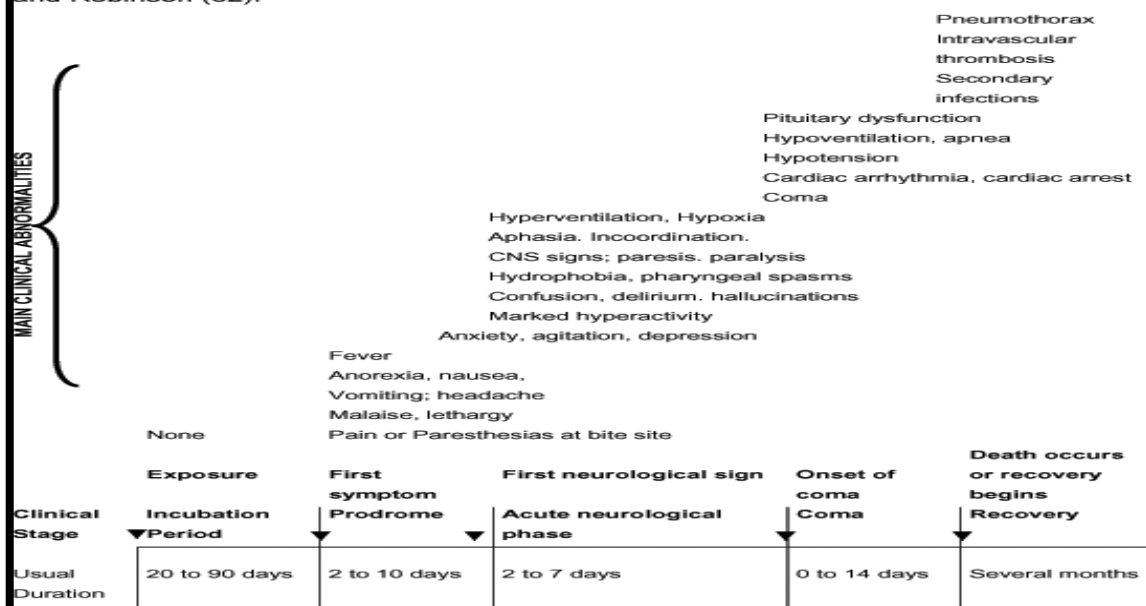 and Robinson (32).
Pneumothorax
Intravascular
thrombosis
Secondary
infections
Pituitary dysfunction
Hypoventilation, apnea
Hypotension
Cardiac arrhythmia, cardiac arrest
Coma
MAIN CLINICAL ABNORMALITIES
Hyperventilation, Hypoxia
Aphasia. Incoordination.
CNS signs; paresis. paralysis
Hydrophobia, pharyngeal spasms
Confusion, delirium. hallucinations
Marked hyperactivity
Anxiety, agitation, depression
Fever
Anorexia, nausea,
Vomiting; headache
Malaise, lethargy
None Pain or Paresthesias at bite site
Exposure First symptom First neurological sign Onset of coma Death occurs or recovery begins
Clinical Stage Incubation Period Prodrome Acute neurological phase Coma Recovery
Usual Duration 20 to 90 days 2 to 10 days 2 to 7 days 0 to 14 days Several months